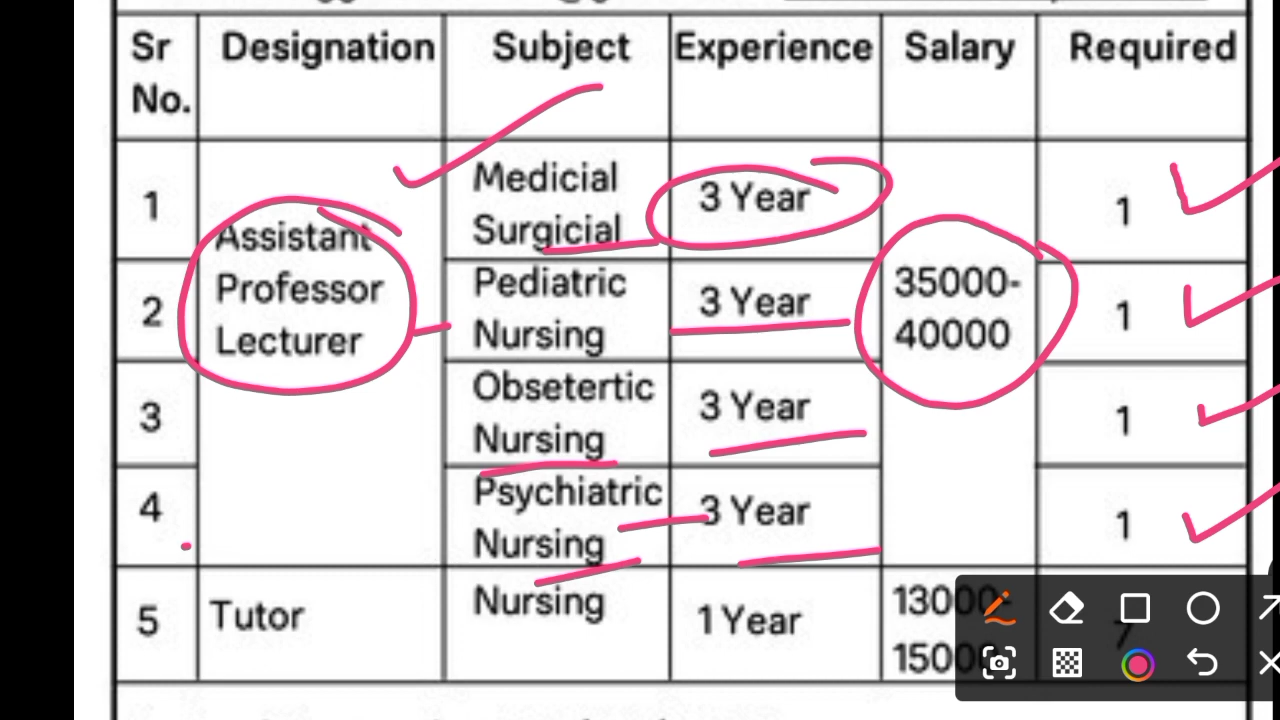 Sr No. Designation Subject Experience Salary Required
1 Assistant Professor Lecturer Medicial Surgicial 3 Year 35000-40000 1
2 Pediatric Nursing 3 Year 1
3 Obsetertic Nursing 3 Year 1
4 Psychiatric Nursing 3 Year 1
5 Tutor Nursing 1 Year 13000- 7